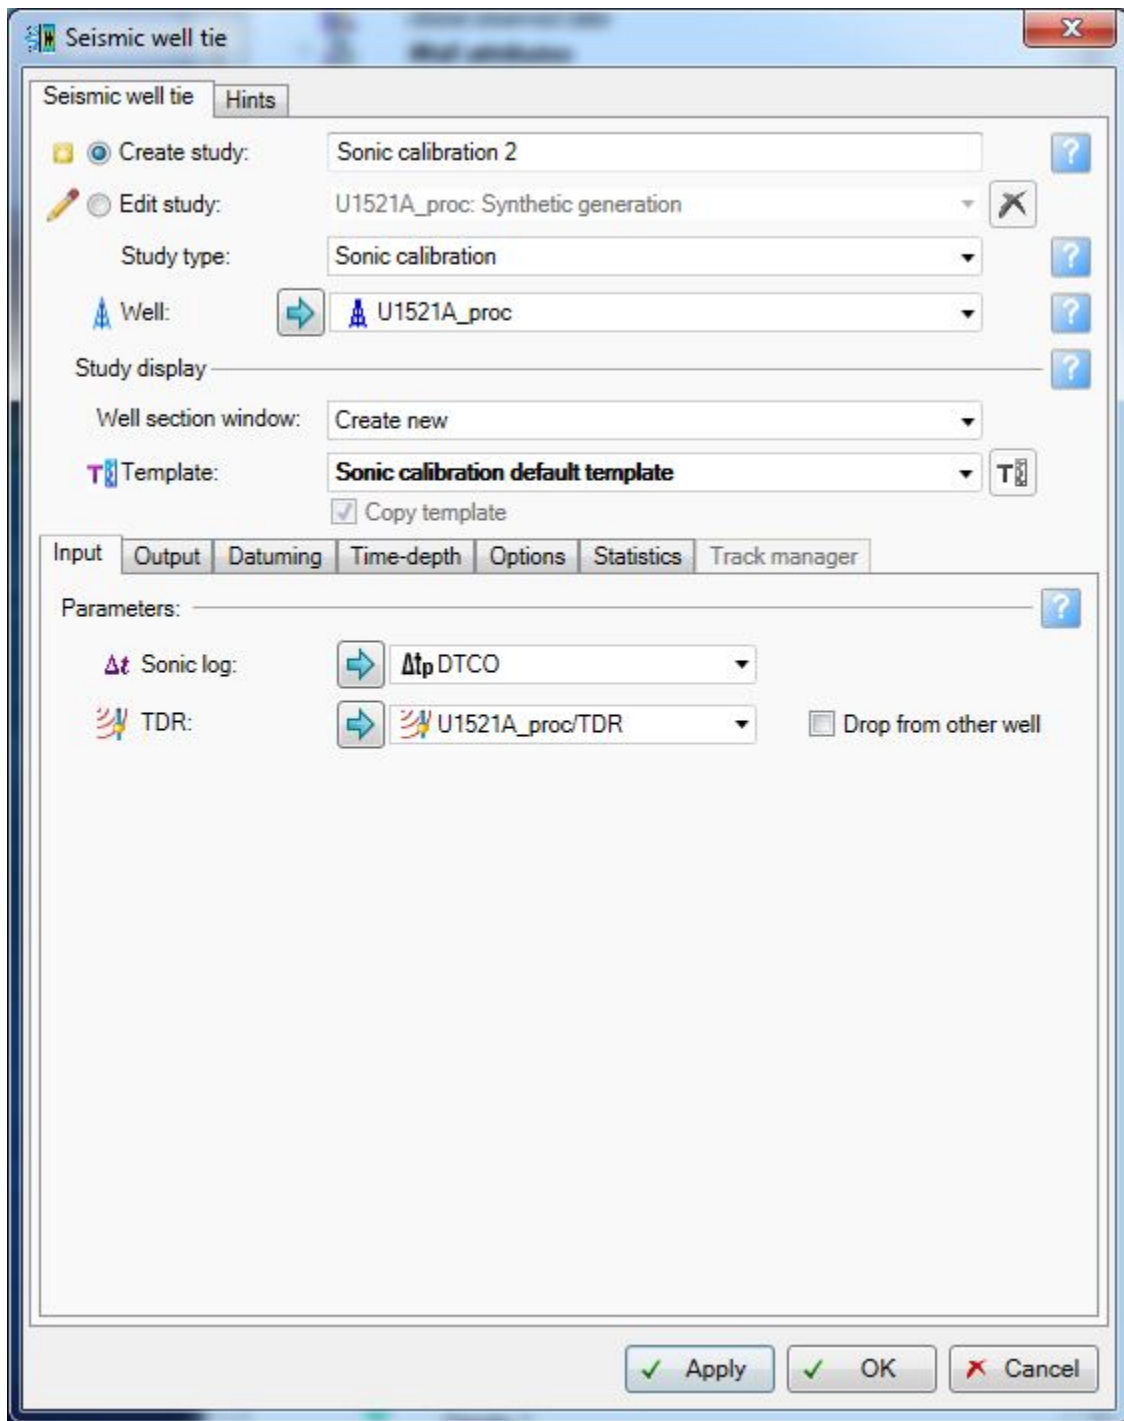 Seismic well tie
Seismic well tie Hints
Create study: Sonic calibration 2 ?
Edit study: U1521A_proc: Synthetic generation
Study type: Sonic calibration ?
Well: U1521A_proc ?
Study display ?
Well section window: Create new
T Template: Sonic calibration default template T
Copy template
Input Output Datuming Time-depth Options Statistics Track manager
Parameters: ?
Δt Sonic log: Δtp DTCO
TDR: U1521A_proc/TDR Drop from other well
Apply OK Cancel